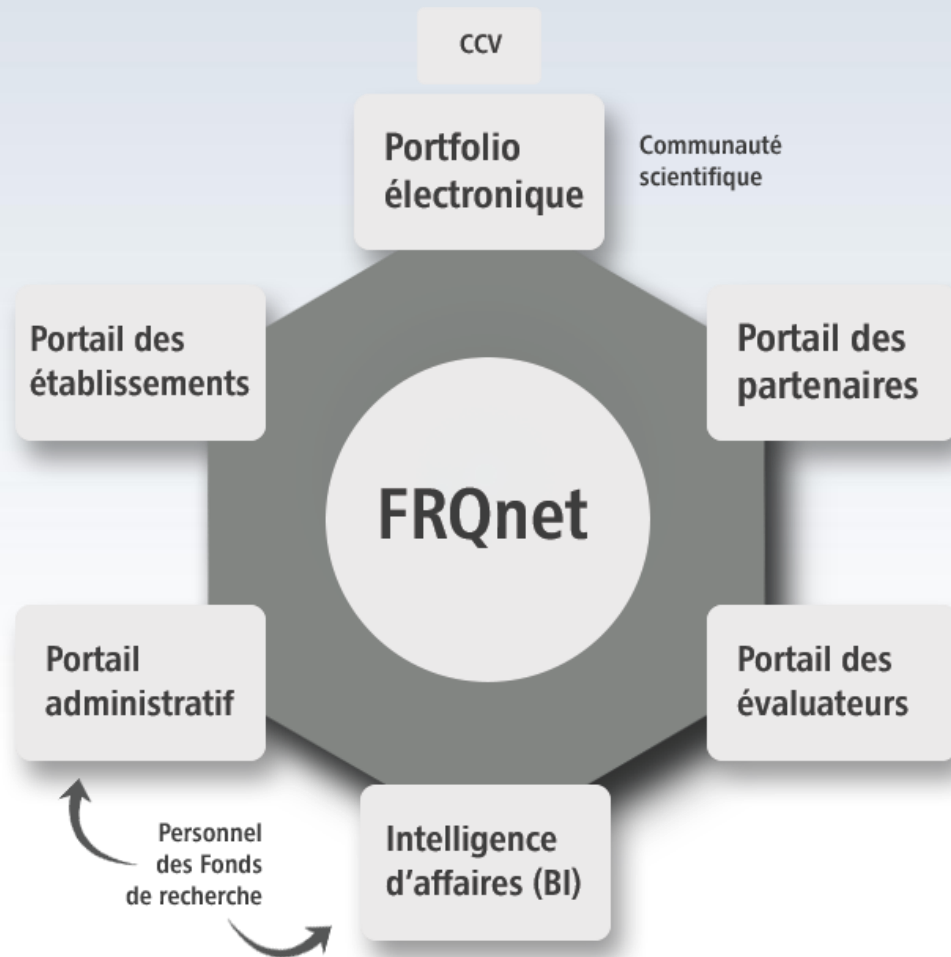 CCV
Portfolio
électronique
Communauté
scientifique
Portail des
établissements
Portail des
partenaires
FRQnet
Portail
administratif
Portail des
évaluateurs
Personnel
des Fonds
de recherche
Intelligence
d’affaires (BI)